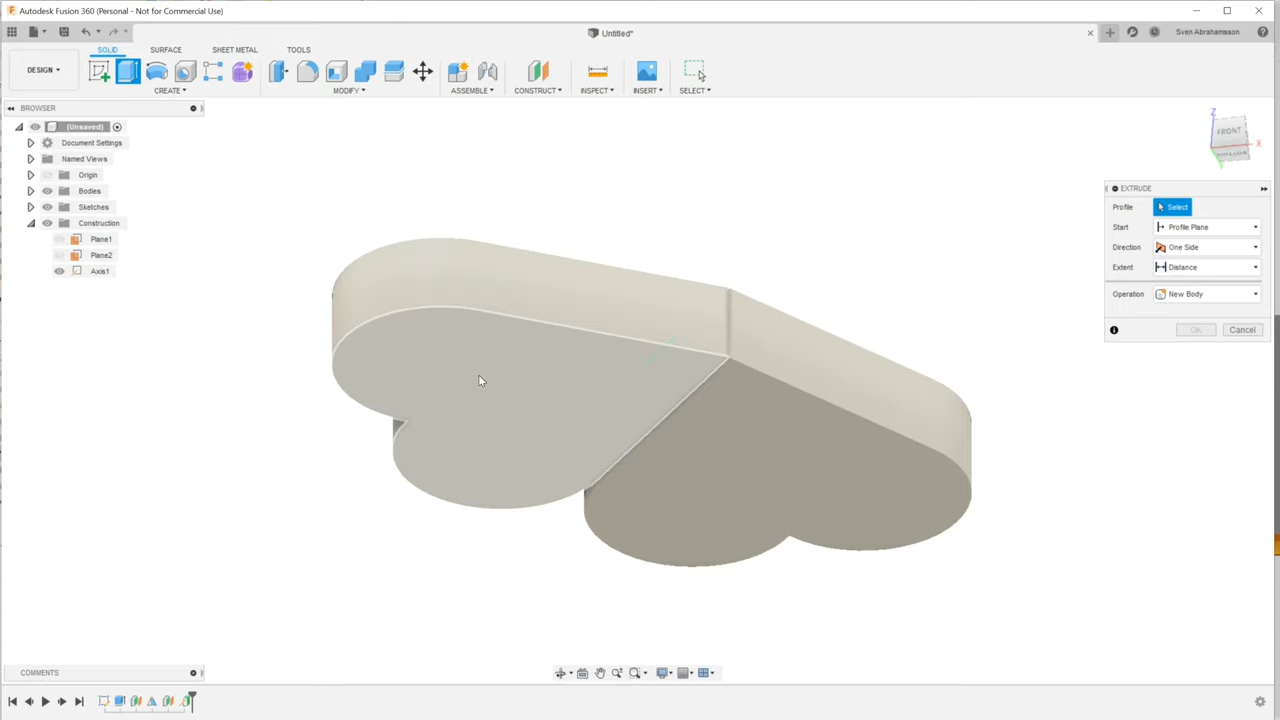 Autodesk Fusion 360 (Personal - Not for Commercial Use)
Untitled*
Sven Abrahamsson
SOLID SURFACE SHEET METAL TOOLS
DESIGN
CREATE MODIFY ASSEMBLE CONSTRUCT INSPECT INSERT SELECT
BROWSER
(Unsaved)
Document Settings
Named Views
Origin
Bodies
Sketches
Construction
Plane1
Plane2
Axis1
Z
FRONT
X
EXTRUDE
Profile Select
Start Profile Plane
Direction One Side
Extent Distance
Operation New Body
OK Cancel
COMMENTS